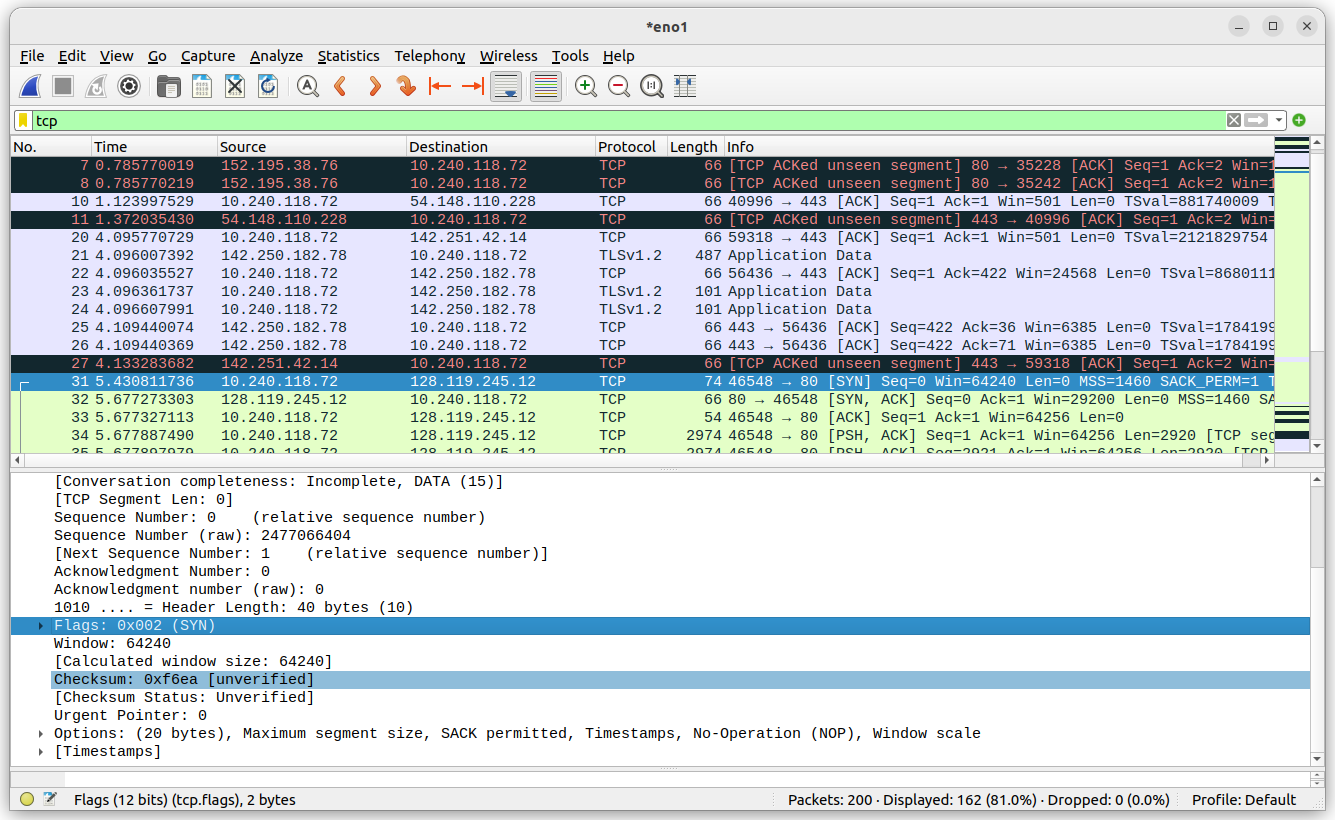 *eno1
File Edit View Go Capture Analyze Statistics Telephony Wireless Tools Help
tcp
No. Time Source Destination Protocol Length Info
7 0.785770019 152.195.38.76 10.240.118.72 TCP 66 [TCP ACKed unseen segment] 80 → 35228 [ACK] Seq=1 Ack=2 Win=1
8 0.785770219 152.195.38.76 10.240.118.72 TCP 66 [TCP ACKed unseen segment] 80 → 35242 [ACK] Seq=1 Ack=2 Win=1
10 1.123997529 10.240.118.72 54.148.110.228 TCP 66 40996 → 443 [ACK] Seq=1 Ack=1 Win=501 Len=0 TSval=881740009 T
11 1.372035430 54.148.110.228 10.240.118.72 TCP 66 [TCP ACKed unseen segment] 443 → 40996 [ACK] Seq=1 Ack=2 Win=
20 4.095770729 10.240.118.72 142.251.42.14 TCP 66 59318 → 443 [ACK] Seq=1 Ack=1 Win=501 Len=0 TSval=2121829754
21 4.096007392 142.250.182.78 10.240.118.72 TLSv1.2 487 Application Data
22 4.096035527 10.240.118.72 142.250.182.78 TCP 66 56436 → 443 [ACK] Seq=1 Ack=422 Win=24568 Len=0 TSval=8680111
23 4.096361737 10.240.118.72 142.250.182.78 TLSv1.2 101 Application Data
24 4.096607991 10.240.118.72 142.250.182.78 TLSv1.2 101 Application Data
25 4.109440074 142.250.182.78 10.240.118.72 TCP 66 443 → 56436 [ACK] Seq=422 Ack=36 Win=6385 Len=0 TSval=1784199
26 4.109440369 142.250.182.78 10.240.118.72 TCP 66 443 → 56436 [ACK] Seq=422 Ack=71 Win=6385 Len=0 TSval=1784199
27 4.133283682 142.251.42.14 10.240.118.72 TCP 66 [TCP ACKed unseen segment] 443 → 59318 [ACK] Seq=1 Ack=2 Win=
31 5.430811736 10.240.118.72 128.119.245.12 TCP 74 46548 → 80 [SYN] Seq=0 Win=64240 Len=0 MSS=1460 SACK_PERM=1 T
32 5.677273303 128.119.245.12 10.240.118.72 TCP 66 80 → 46548 [SYN, ACK] Seq=0 Ack=1 Win=29200 Len=0 MSS=1460 SA
33 5.677327113 10.240.118.72 128.119.245.12 TCP 54 46548 → 80 [ACK] Seq=1 Ack=1 Win=64256 Len=0
34 5.677887490 10.240.118.72 128.119.245.12 TCP 2974 46548 → 80 [PSH, ACK] Seq=1 Ack=1 Win=64256 Len=2920 [TCP seg
35 5.677897979 10.240.118.72 128.119.245.12 TCP 2974 46548 → 80 [PSH, ACK] Seq=2921 Ack=1 Win=64256 Len=2920 [TCP
[Conversation completeness: Incomplete, DATA (15)]
[TCP Segment Len: 0]
Sequence Number: 0 (relative sequence number)
Sequence Number (raw): 2477066404
[Next Sequence Number: 1 (relative sequence number)]
Acknowledgment Number: 0
Acknowledgment number (raw): 0
1010 .... = Header Length: 40 bytes (10)
Flags: 0x002 (SYN)
Window: 64240
[Calculated window size: 64240]
Checksum: 0xf6ea [unverified]
[Checksum Status: Unverified]
Urgent Pointer: 0
Options: (20 bytes), Maximum segment size, SACK permitted, Timestamps, No-Operation (NOP), Window scale
[Timestamps]
Flags (12 bits) (tcp.flags), 2 bytes Packets: 200 · Displayed: 162 (81.0%) · Dropped: 0 (0.0%) Profile: Default